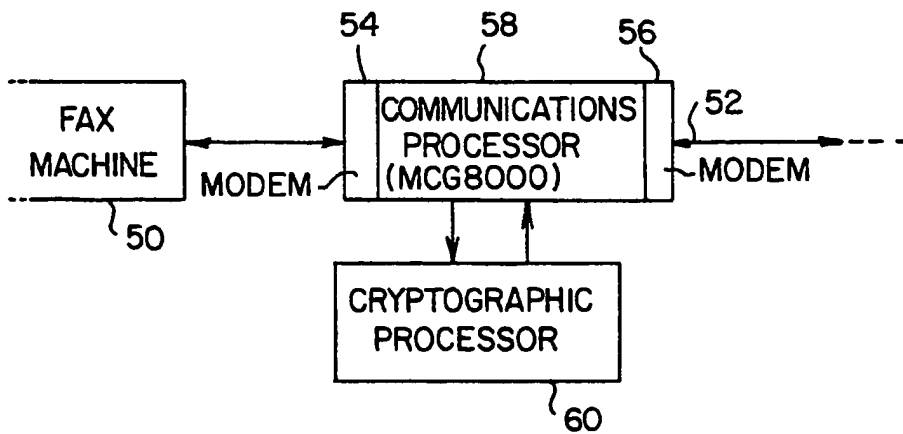 54
58
56
52
FAX
MACHINE
COMMUNICATIONS
PROCESSOR
(MCG8000)
MODEM
MODEM
50
CRYPTOGRAPHIC
PROCESSOR
60